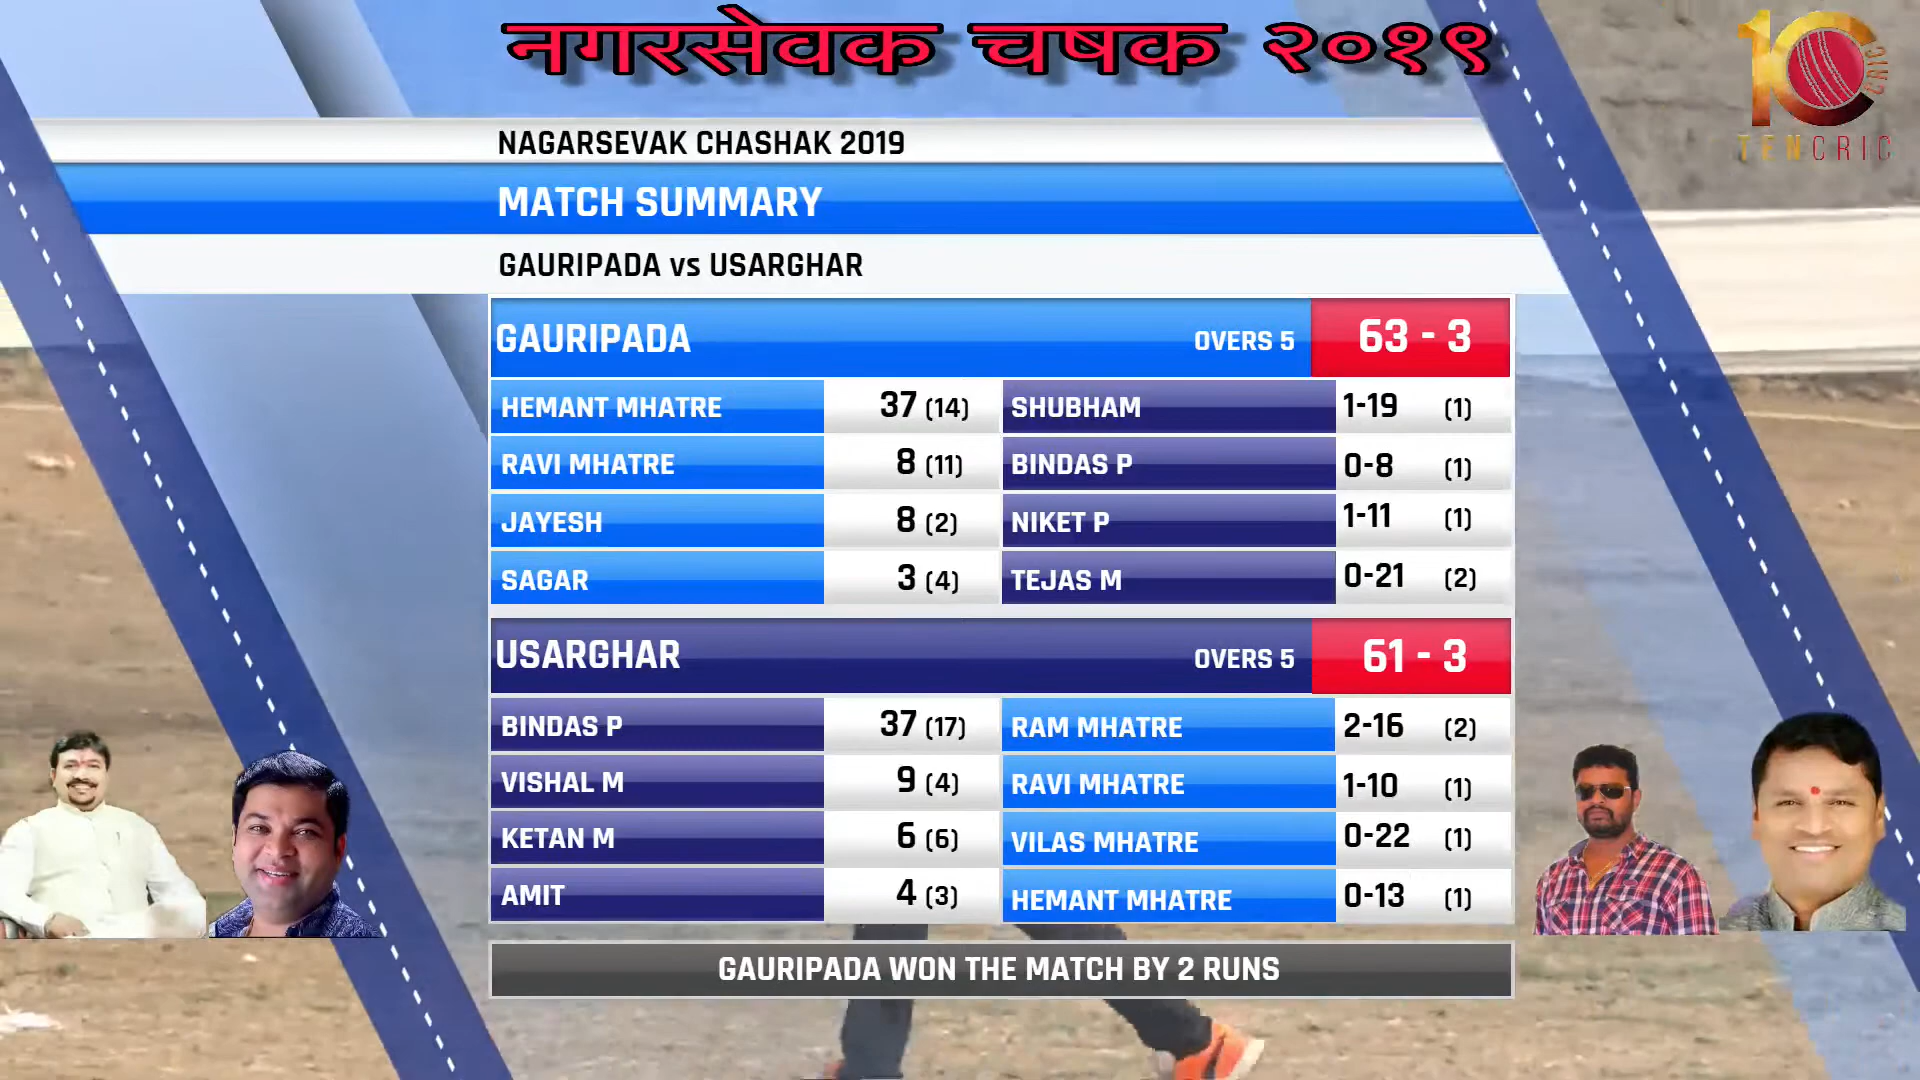 नगरसेवक चषक २०१९
10
CRIC
TENCRIC
NAGARSEVAK CHASHAK 2019
MATCH SUMMARY
GAURIPADA vs USARGHAR
GAURIPADA OVERS 5 63 - 3
HEMANT MHATRE 37 (14) SHUBHAM 1-19 (1)
RAVI MHATRE 8 (11) BINDAS P 0-8 (1)
JAYESH 8 (2) NIKET P 1-11 (1)
SAGAR 3 (4) TEJAS M 0-21 (2)
USARGHAR OVERS 5 61 - 3
BINDAS P 37 (17) RAM MHATRE 2-16 (2)
VISHAL M 9 (4) RAVI MHATRE 1-10 (1)
KETAN M 6 (6) VILAS MHATRE 0-22 (1)
AMIT 4 (3) HEMANT MHATRE 0-13 (1)
GAURIPADA WON THE MATCH BY 2 RUNS